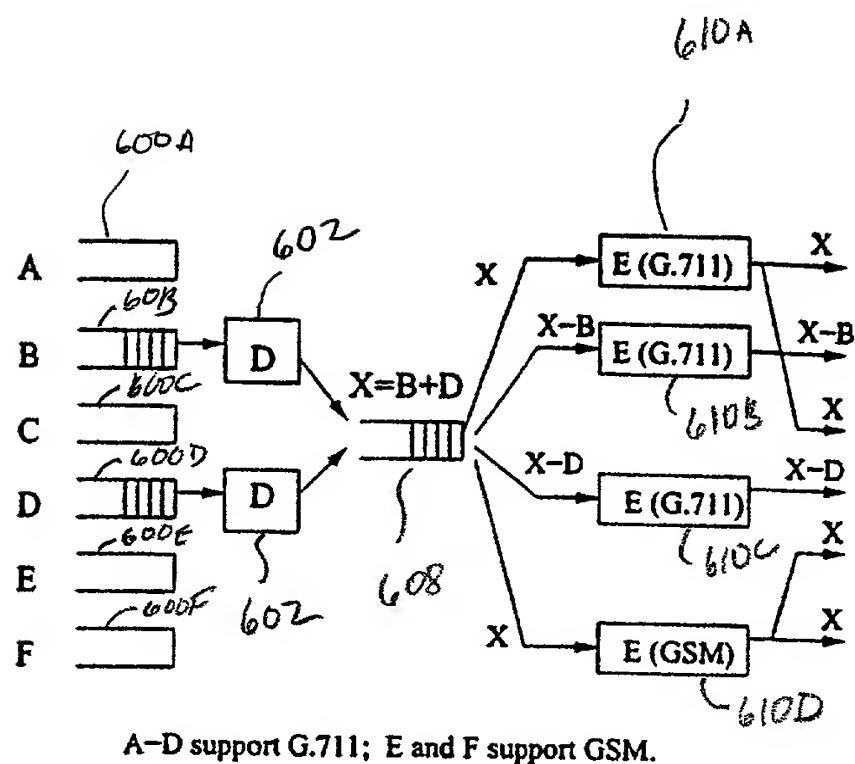 610A
600A
602
A
E (G.711)
X
X
60B
B
D
X-B
E (G.711)
X-B
600C
X=B+D
C
610B
X
600D
X-D
X-D
D
D
E (G.711)
600E
E
608
610C
X
600F
602
F
X
E (GSM)
X
610D
A-D support G.711; E and F support GSM.